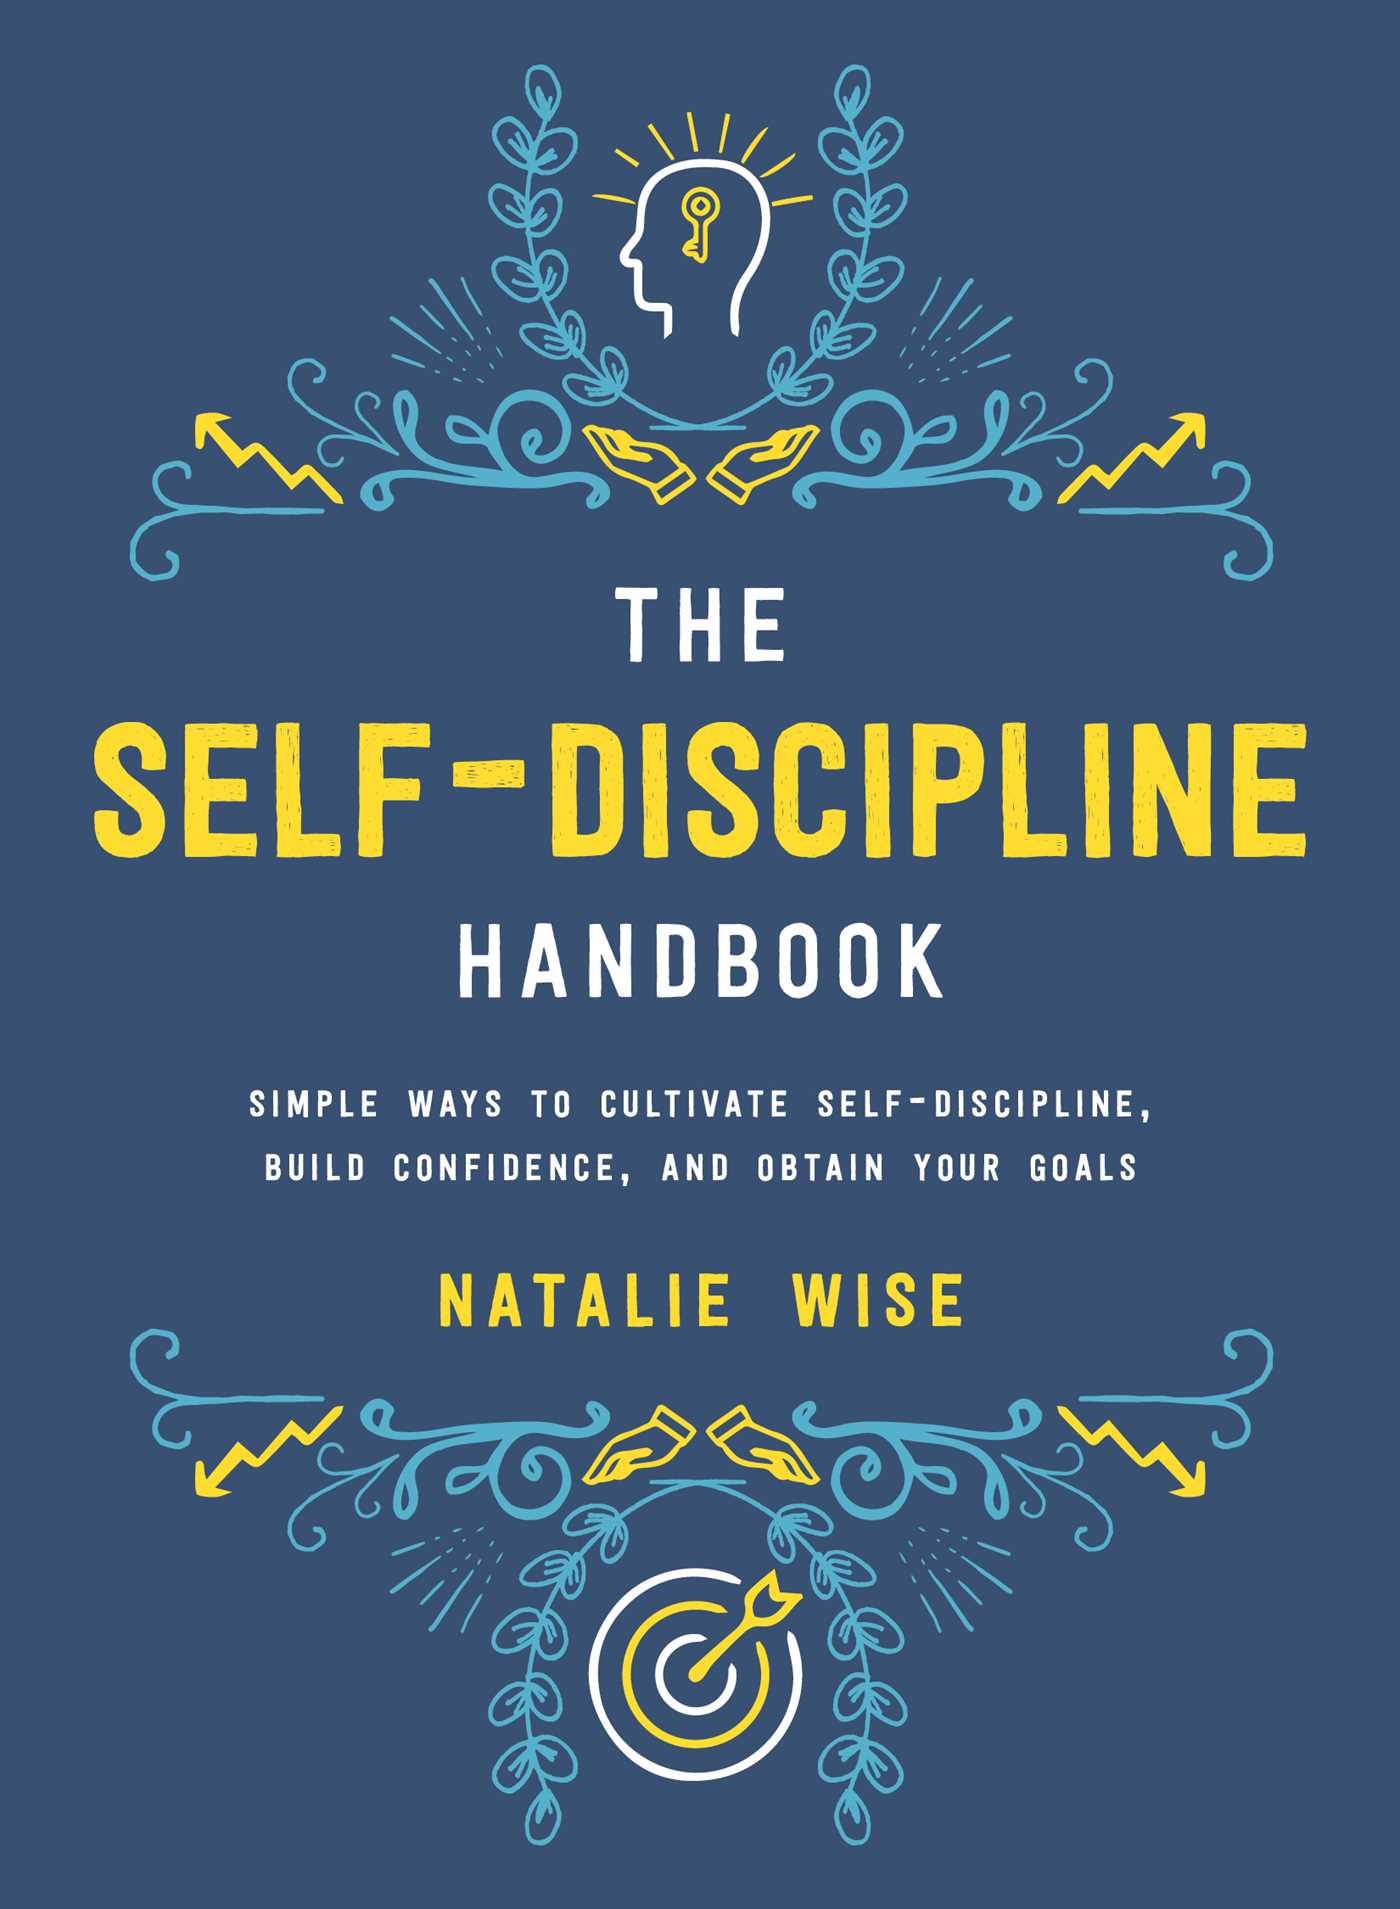 THE
SELF-DISCIPLINE
HANDBOOK
SIMPLE WAYS TO CULTIVATE SELF-DISCIPLINE,
BUILD CONFIDENCE, AND OBTAIN YOUR GOALS
NATALIE WISE